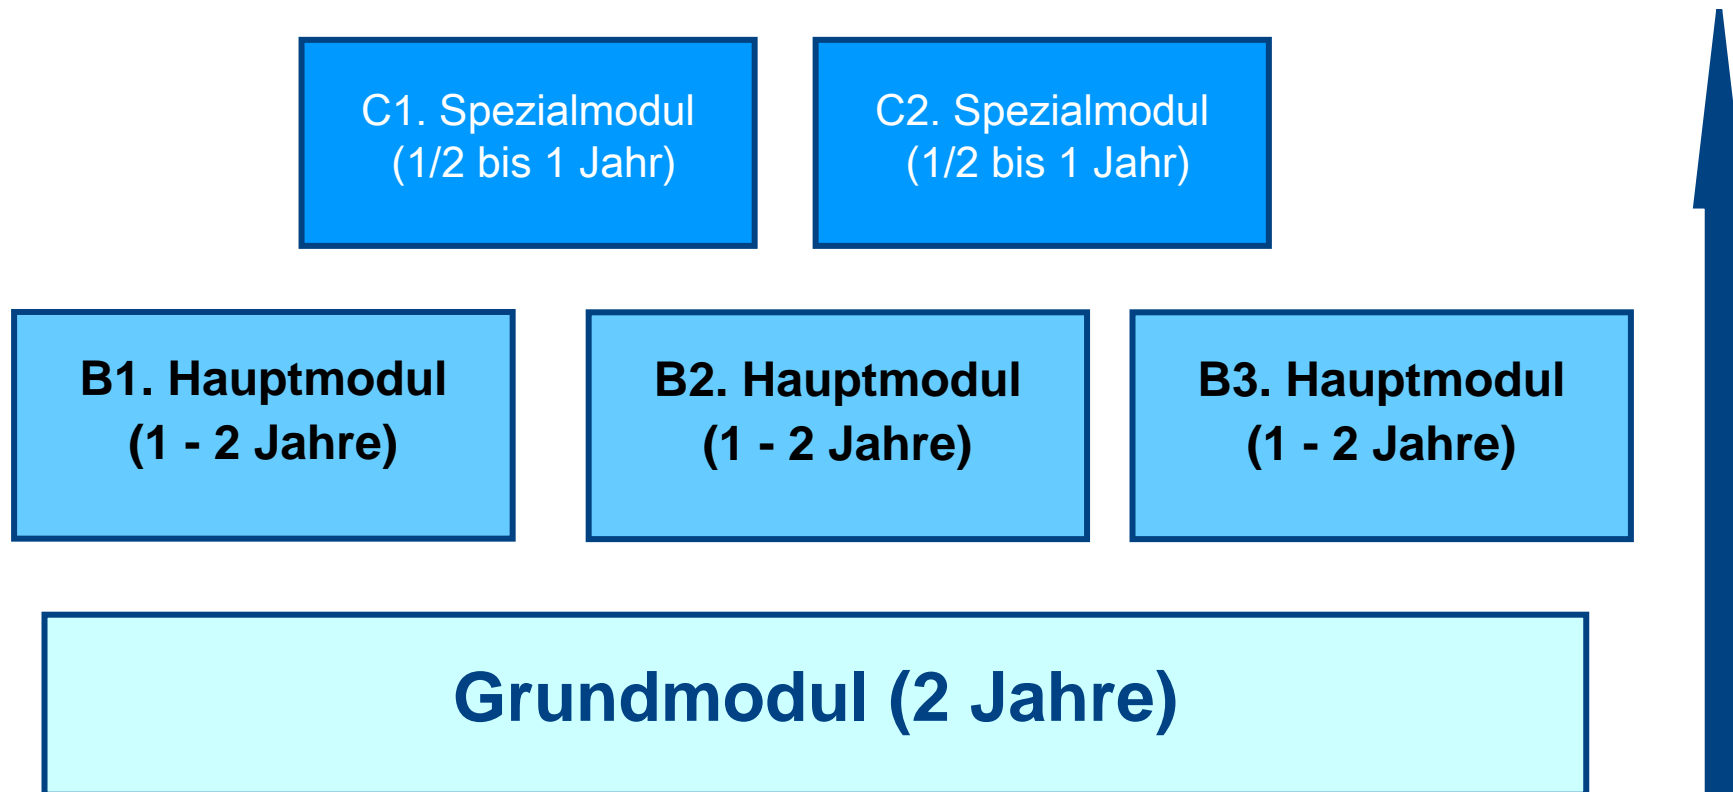 C1. Spezialmodul
(1/2 bis 1 Jahr)
C2. Spezialmodul
(1/2 bis 1 Jahr)
B1. Hauptmodul
(1 - 2 Jahre)
B2. Hauptmodul
(1 - 2 Jahre)
B3. Hauptmodul
(1 - 2 Jahre)
Grundmodul (2 Jahre)